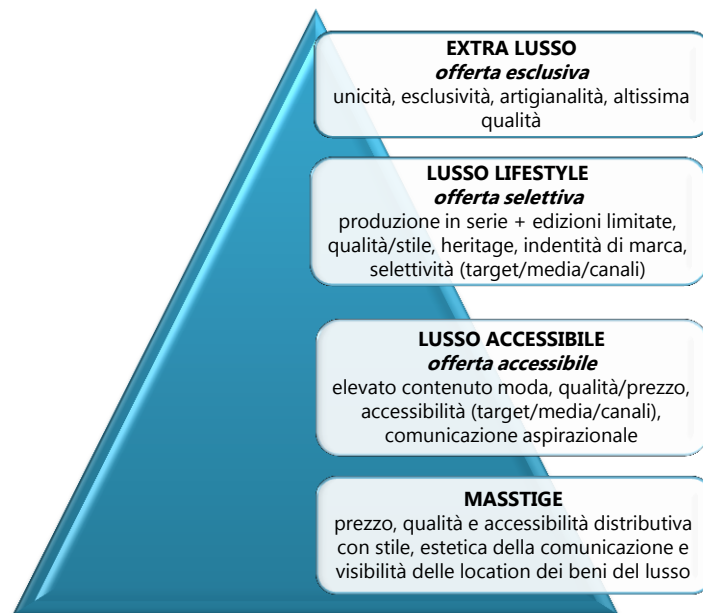 EXTRA LUSSO
offerta esclusiva
unicità, esclusività, artigianalità, altissima
qualità
LUSSO LIFESTYLE
offerta selettiva
produzione in serie + edizioni limitate,
qualità/stile, heritage, indentità di marca,
selettività (target/media/canali)
LUSSO ACCESSIBILE
offerta accessibile
elevato contenuto moda, qualità/prezzo,
accessibilità (target/media/canali),
comunicazione aspirazionale
MASSTIGE
prezzo, qualità e accessibilità distributiva
con stile, estetica della comunicazione e
visibilità delle location dei beni del lusso